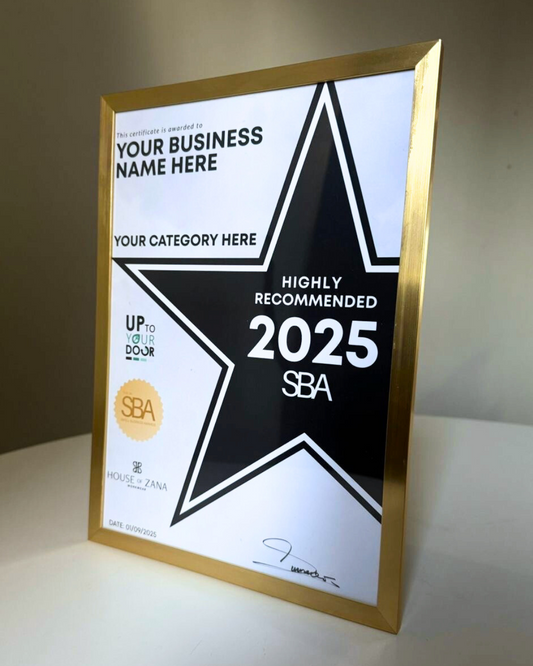 This certificate is awarded to
YOUR BUSINESS
NAME HERE
YOUR CATEGORY HERE
HIGHLY
RECOMMENDED
2025
SBA
UP TO
YOUR
DOOR
SBA
HOUSE OF ZANA
DATE: 01/09/2025